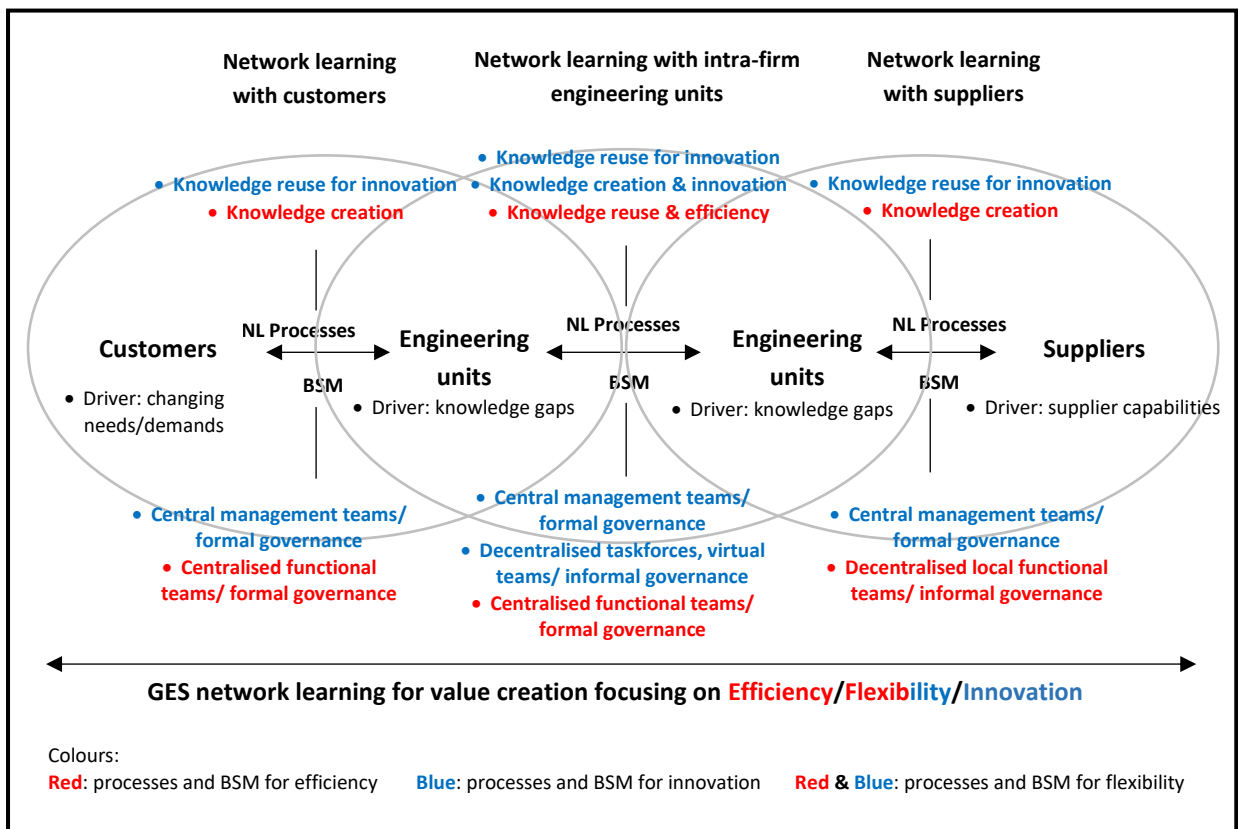 Network learning
with customers
Network learning with intra-firm
engineering units
Network learning
with suppliers
• Knowledge reuse for innovation
• Knowledge creation
• Knowledge reuse for innovation
• Knowledge creation & innovation
• Knowledge reuse & efficiency
• Knowledge reuse for innovation
• Knowledge creation
Customers
• Driver: changing
needs/demands
NL Processes
BSM
Engineering
units
• Driver: knowledge gaps
NL Processes
BSM
Engineering
units
• Driver: knowledge gaps
NL Processes
BSM
Suppliers
• Driver: supplier capabilities
• Central management teams/
formal governance
• Centralised functional
teams/ formal governance
• Central management teams/
formal governance
• Decentralised taskforces, virtual
teams/ informal governance
• Centralised functional teams/
formal governance
• Central management teams/
formal governance
• Decentralised local functional
teams/ informal governance
GES network learning for value creation focusing on Efficiency/Flexibility/Innovation
Colours:
Red: processes and BSM for efficiency Blue: processes and BSM for innovation Red & Blue: processes and BSM for flexibility